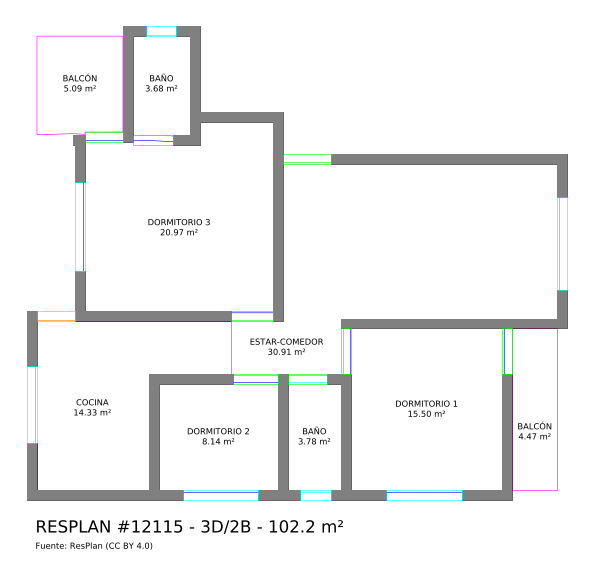 BALCÓN
5.09 m²
BAÑO
3.68 m²
DORMITORIO 3
20.97 m²
ESTAR-COMEDOR
30.91 m²
COCINA
14.33 m²
DORMITORIO 2
8.14 m²
BAÑO
3.78 m²
DORMITORIO 1
15.50 m²
BALCÓN
4.47 m²
RESPLAN #12115 - 3D/2B - 102.2 m²
Fuente: ResPlan (CC BY 4.0)